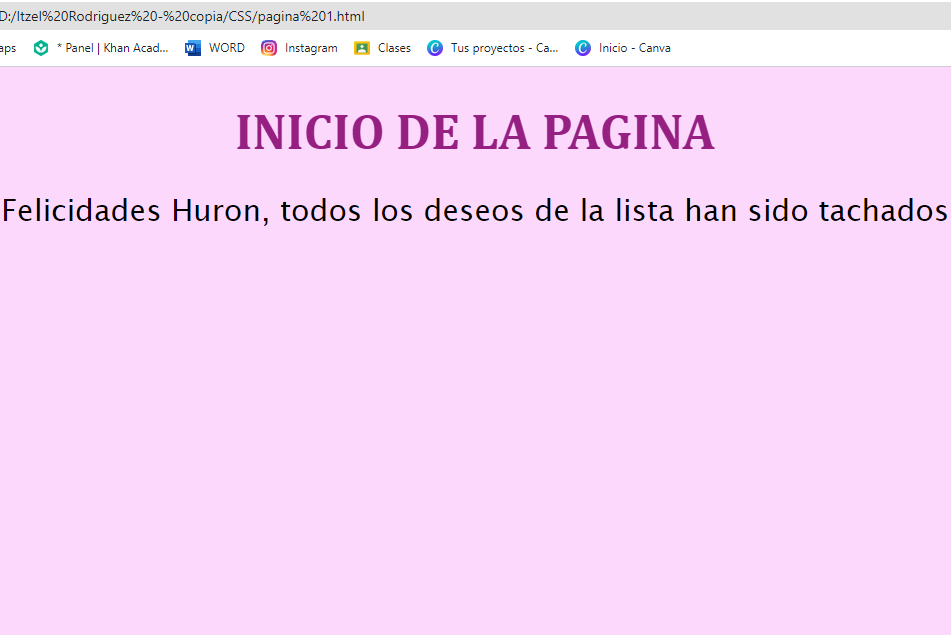 D:/Itzel%20Rodriguez%20-%20copia/CSS/pagina%201.html
aps * Panel | Khan Acad... WORD Instagram Clases Tus proyectos - Ca... Inicio - Canva
INICIO DE LA PAGINA
Felicidades Huron, todos los deseos de la lista han sido tachados